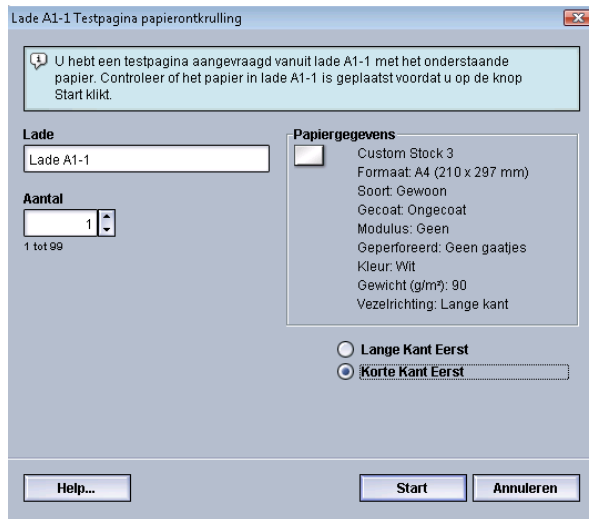 Lade A1-1 Testpagina papierontkrulling
U hebt een testpagina aangevraagd vanuit lade A1-1 met het onderstaande
papier. Controleer of het papier in lade A1-1 is geplaatst voordat u op de knop
Start klikt.
Lade
Lade A1-1
Aantal
1
1 tot 99
Papiergegevens
Custom Stock 3
Formaat: A4 (210 x 297 mm)
Soort: Gewoon
Gecoat: Ongecoat
Modulus: Geen
Geperforeerd: Geen gaatjes
Kleur: Wit
Gewicht (g/m²): 90
Vezelrichting: Lange kant
Lange Kant Eerst
Korte Kant Eerst
Help...
Start
Annuleren